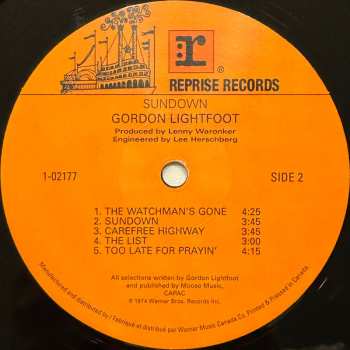 r
REPRISE RECORDS
SUNDOWN
GORDON LIGHTFOOT
Produced by Lenny Waronker
Engineered by Lee Herschberg
1-02177
SIDE 2
1. THE WATCHMAN'S GONE 4:25
2. SUNDOWN 3:45
3. CAREFREE HIGHWAY 3:45
4. THE LIST 3:00
5. TOO LATE FOR PRAYIN' 4:15
All selections written by Gordon Lightfoot
and published by Moose Music,
CAPAC
℗ 1974 Warner Bros. Records Inc.
Manufactured and distributed by / Fabriqué et distribué par Warner Music Canada Co. Printed & Pressed in Canada.